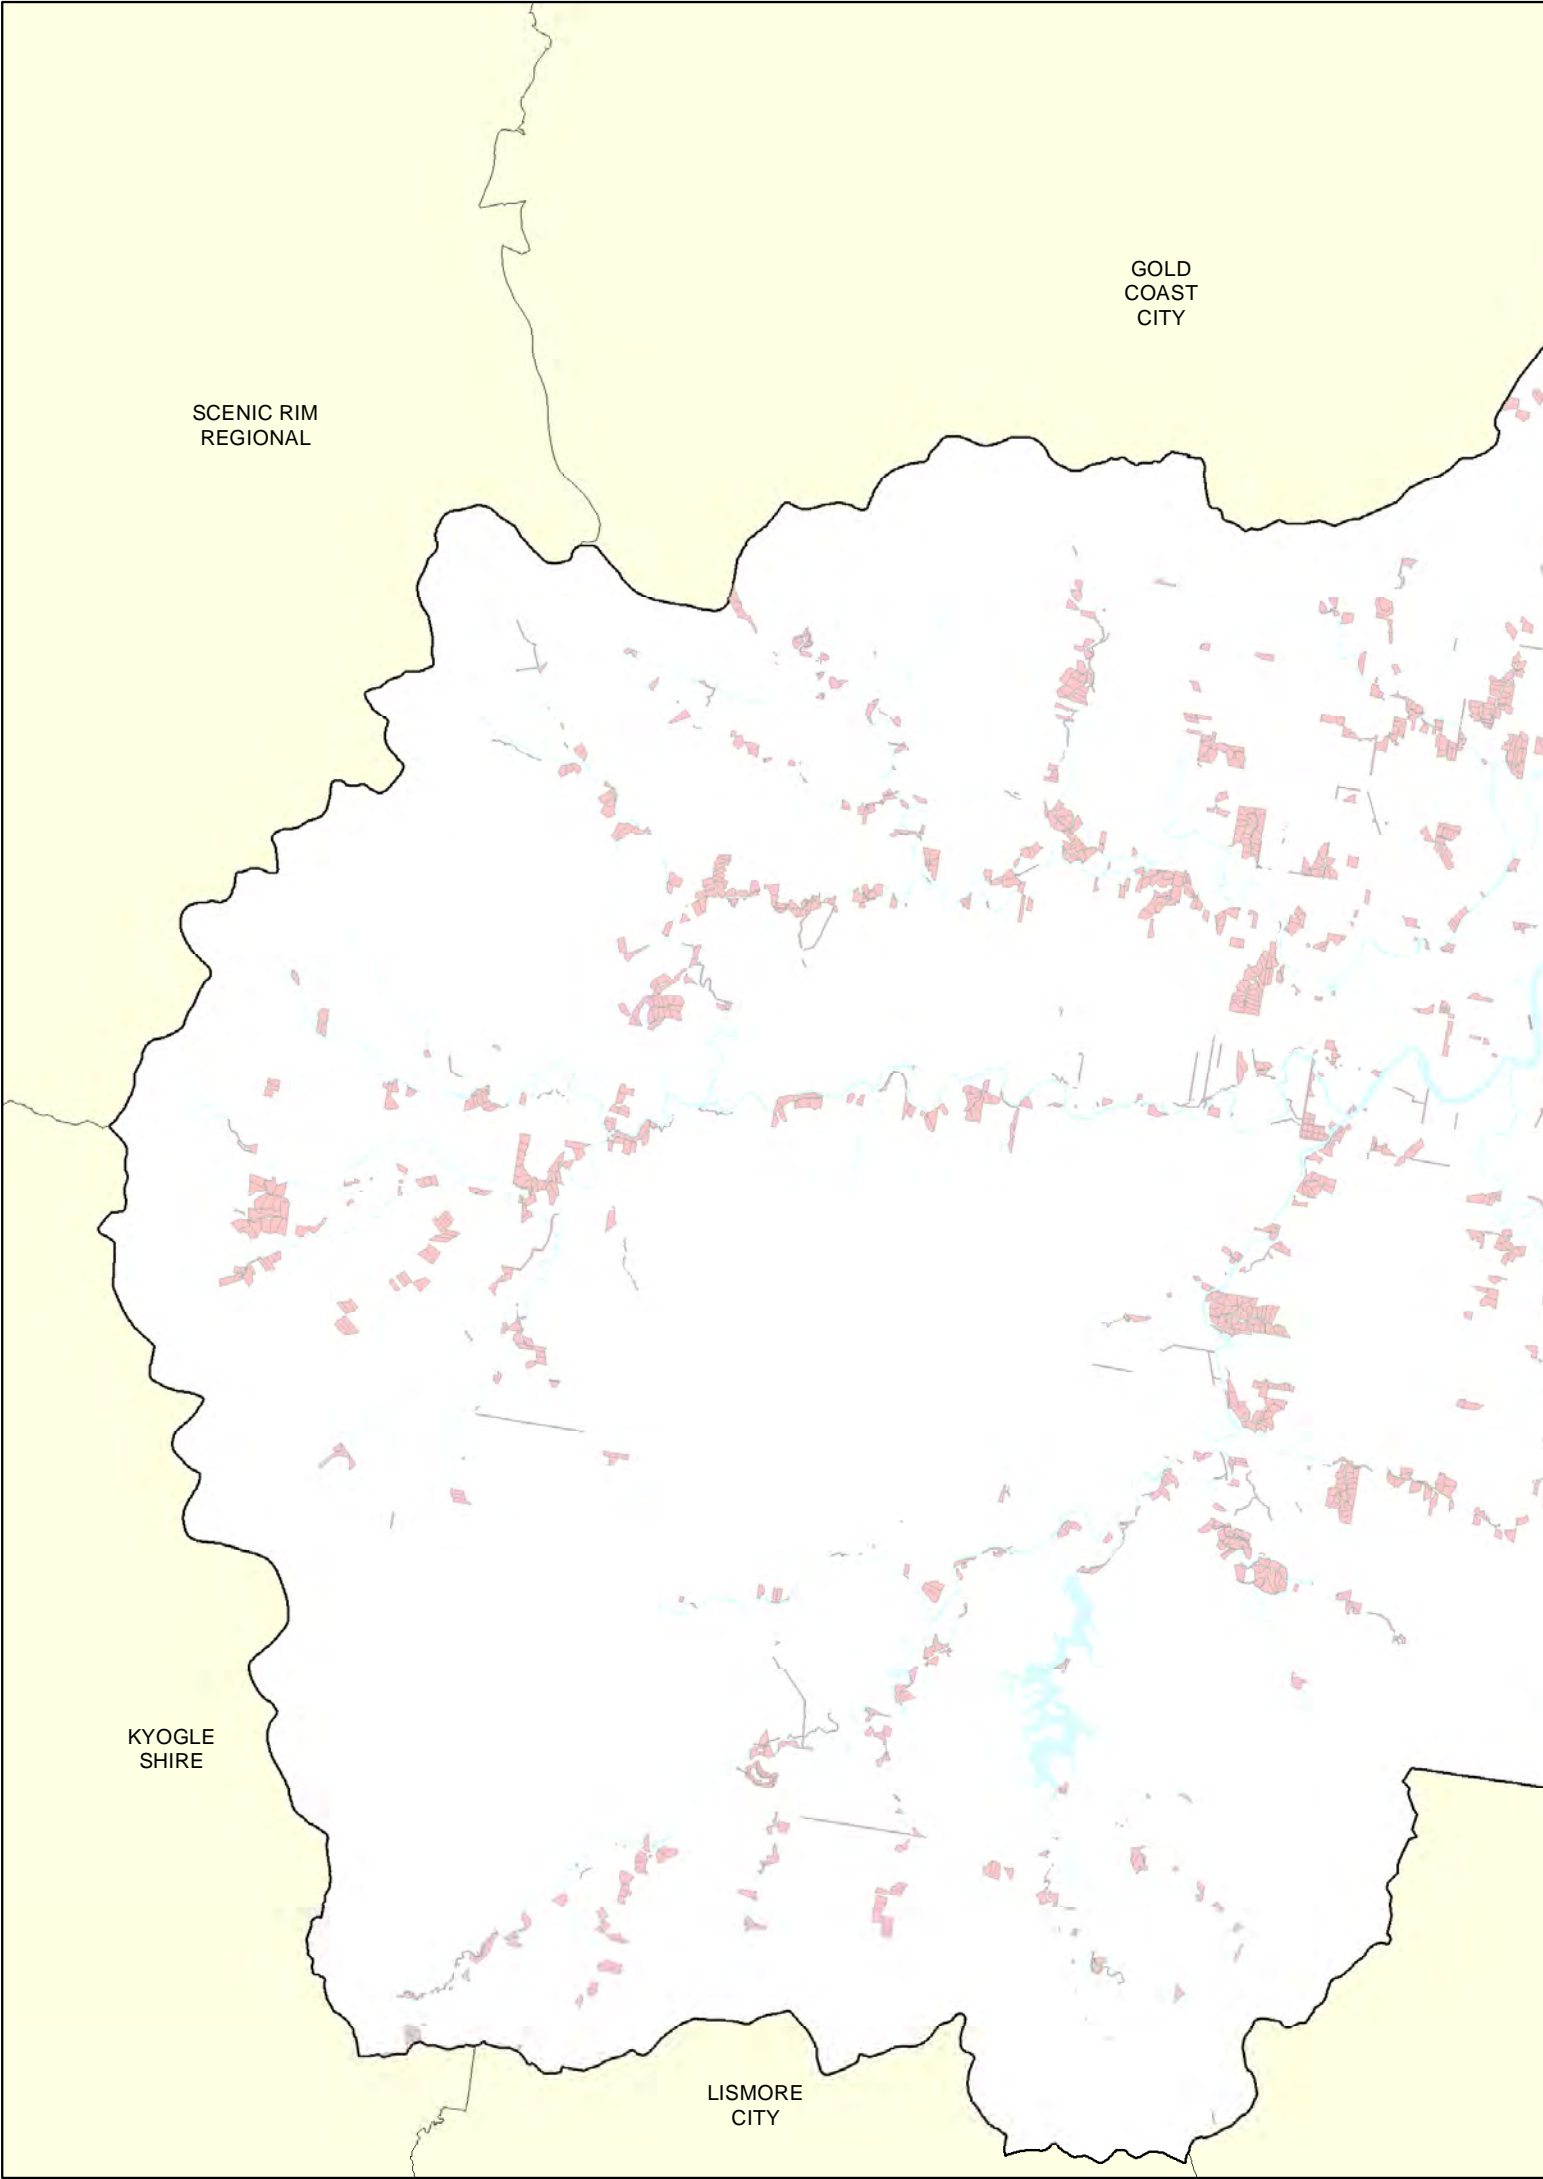 GOLD
COAST
CITY
SCENIC RIM
REGIONAL
KYOGLE
SHIRE
LISMORE
CITY